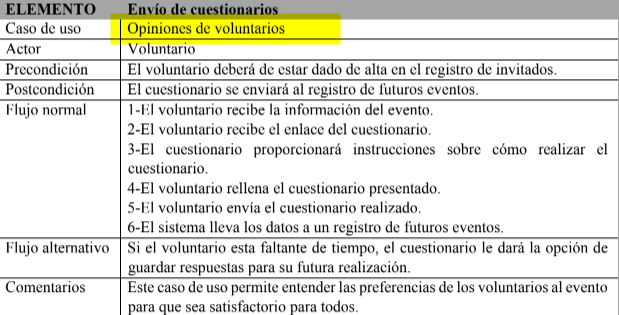 ELEMENTO Envío de cuestionarios
Caso de uso Opiniones de voluntarios
Actor Voluntario
Precondición El voluntario deberá de estar dado de alta en el registro de invitados.
Postcondición El cuestionario se enviará al registro de futuros eventos.
Flujo normal 1-El voluntario recibe la información del evento.
2-El voluntario recibe el enlace del cuestionario.
3-El cuestionario proporcionará instrucciones sobre cómo realizar el
cuestionario.
4-El voluntario rellena el cuestionario presentado.
5-El voluntario envía el cuestionario realizado.
6-El sistema lleva los datos a un registro de futuros eventos.
Flujo alternativo Si el voluntario esta faltante de tiempo, el cuestionario le dará la opción de
guardar respuestas para su futura realización.
Comentarios Este caso de uso permite entender las preferencias de los voluntarios al evento
para que sea satisfactorio para todos.